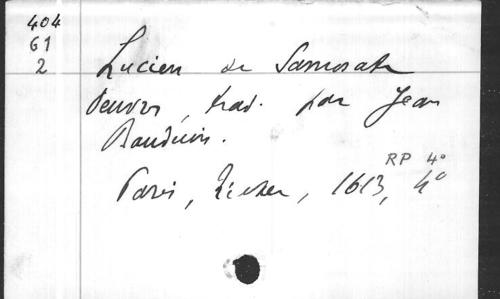 404
61
2
Lucien de Samosate
Oeuvres, trad. par Jean
Baudoin.
RP 4°
Paris, Richer, 1613, 4°